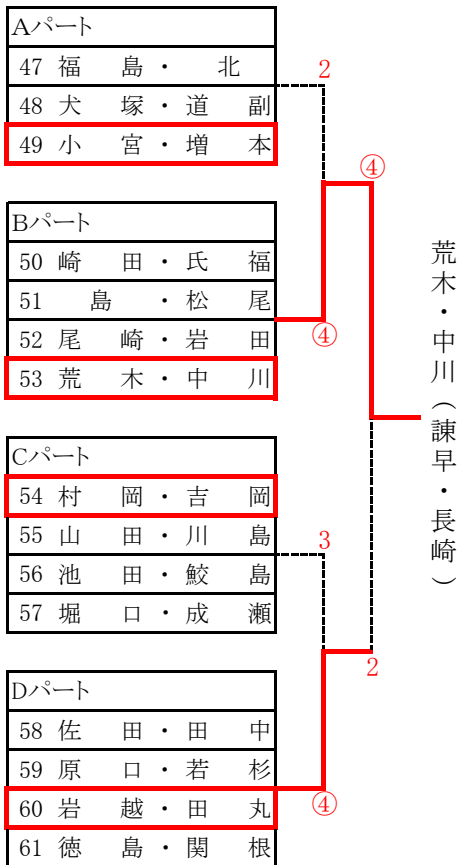 Aパート
47 福島・北
48 犬塚・道副
49 小宮・増本
2
④
Bパート
50 崎田・氏福
51 島・松尾
52 尾崎・岩田
53 荒木・中川
④
荒木・中川(諫早・長崎)
Cパート
54 村岡・吉岡
55 山田・川島
56 池田・鮫島
57 堀口・成瀬
3
2
Dパート
58 佐田・田中
59 原口・若杉
60 岩越・田丸
61 徳島・関根
④